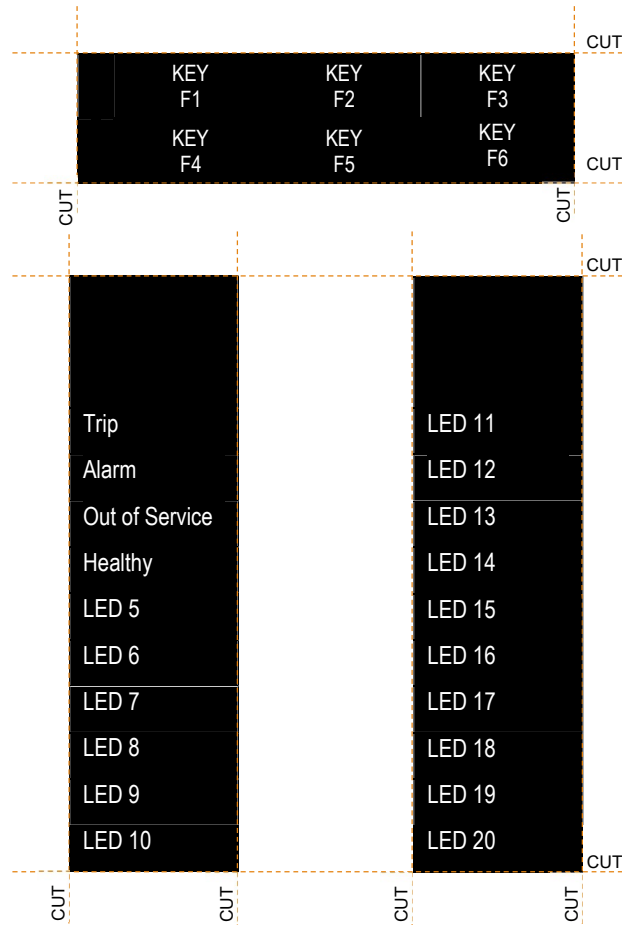 CUT
KEY KEY KEY
F1 F2 F3
KEY KEY KEY
F4 F5 F6
CUT
CUT CUT
CUT
Trip LED 11
Alarm LED 12
Out of Service LED 13
Healthy LED 14
LED 5 LED 15
LED 6 LED 16
LED 7 LED 17
LED 8 LED 18
LED 9 LED 19
LED 10 LED 20
CUT
CUT CUT CUT CUT